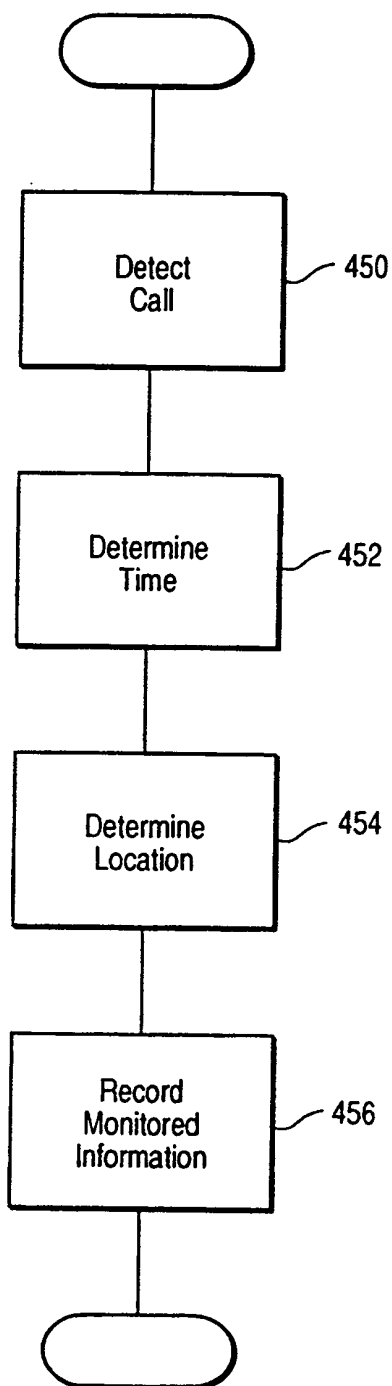 Detect
Call
450
Determine
Time
452
Determine
Location
454
Record
Monitored
Information
456